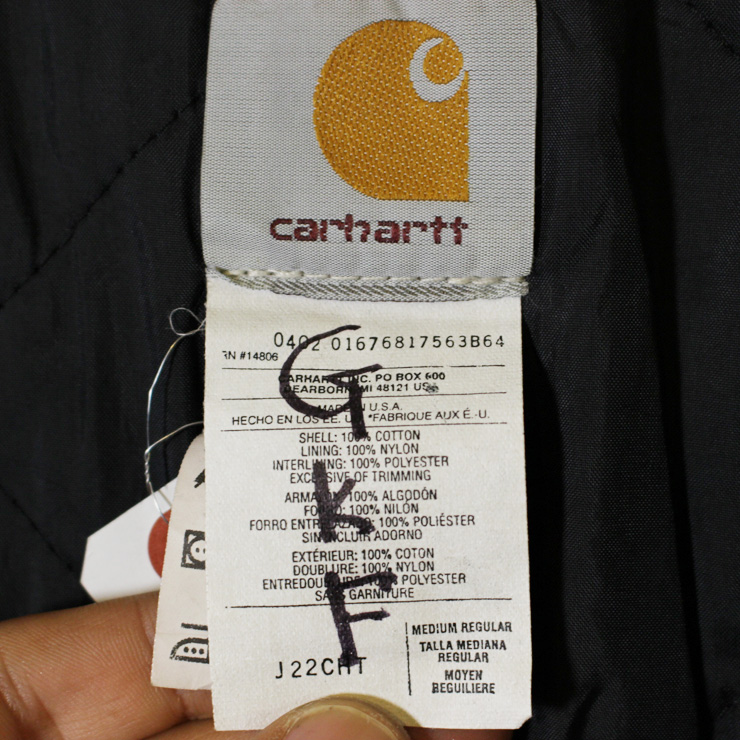 carhartt
0402 01676817563B64
RN #14806
CARHARTT INC. PO BOX 600
DEARBORN, MI 48121 USA
MADE IN U.S.A.
HECHO EN LOS EE. UU. *FABRIQUE AUX É.-U.
SHELL: 100% COTTON
LINING: 100% NYLON
INTERLINING: 100% POLYESTER
EXCLUSIVE OF TRIMMING
ARMAZON: 100% ALGODÓN
FORRO: 100% NILÓN
FORRO ENTRELAZADO: 100% POLIÉSTER
SIN INCLUIR ADORNO
EXTÉRIEUR: 100% COTON
DOUBLURE: 100% NYLON
ENTREDOUBLURE: 100% POLYESTER
SANS GARNITURE
G
K
F
J22CHT
MEDIUM REGULAR
TALLA MEDIANA
REGULAR
MOYEN
REGULIERE